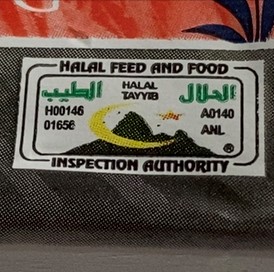 HALAL FEED AND FOOD
الطيب HALAL الحلال
TAYYIB
H00146 A0140
01656 ANL
®
INSPECTION AUTHORITY